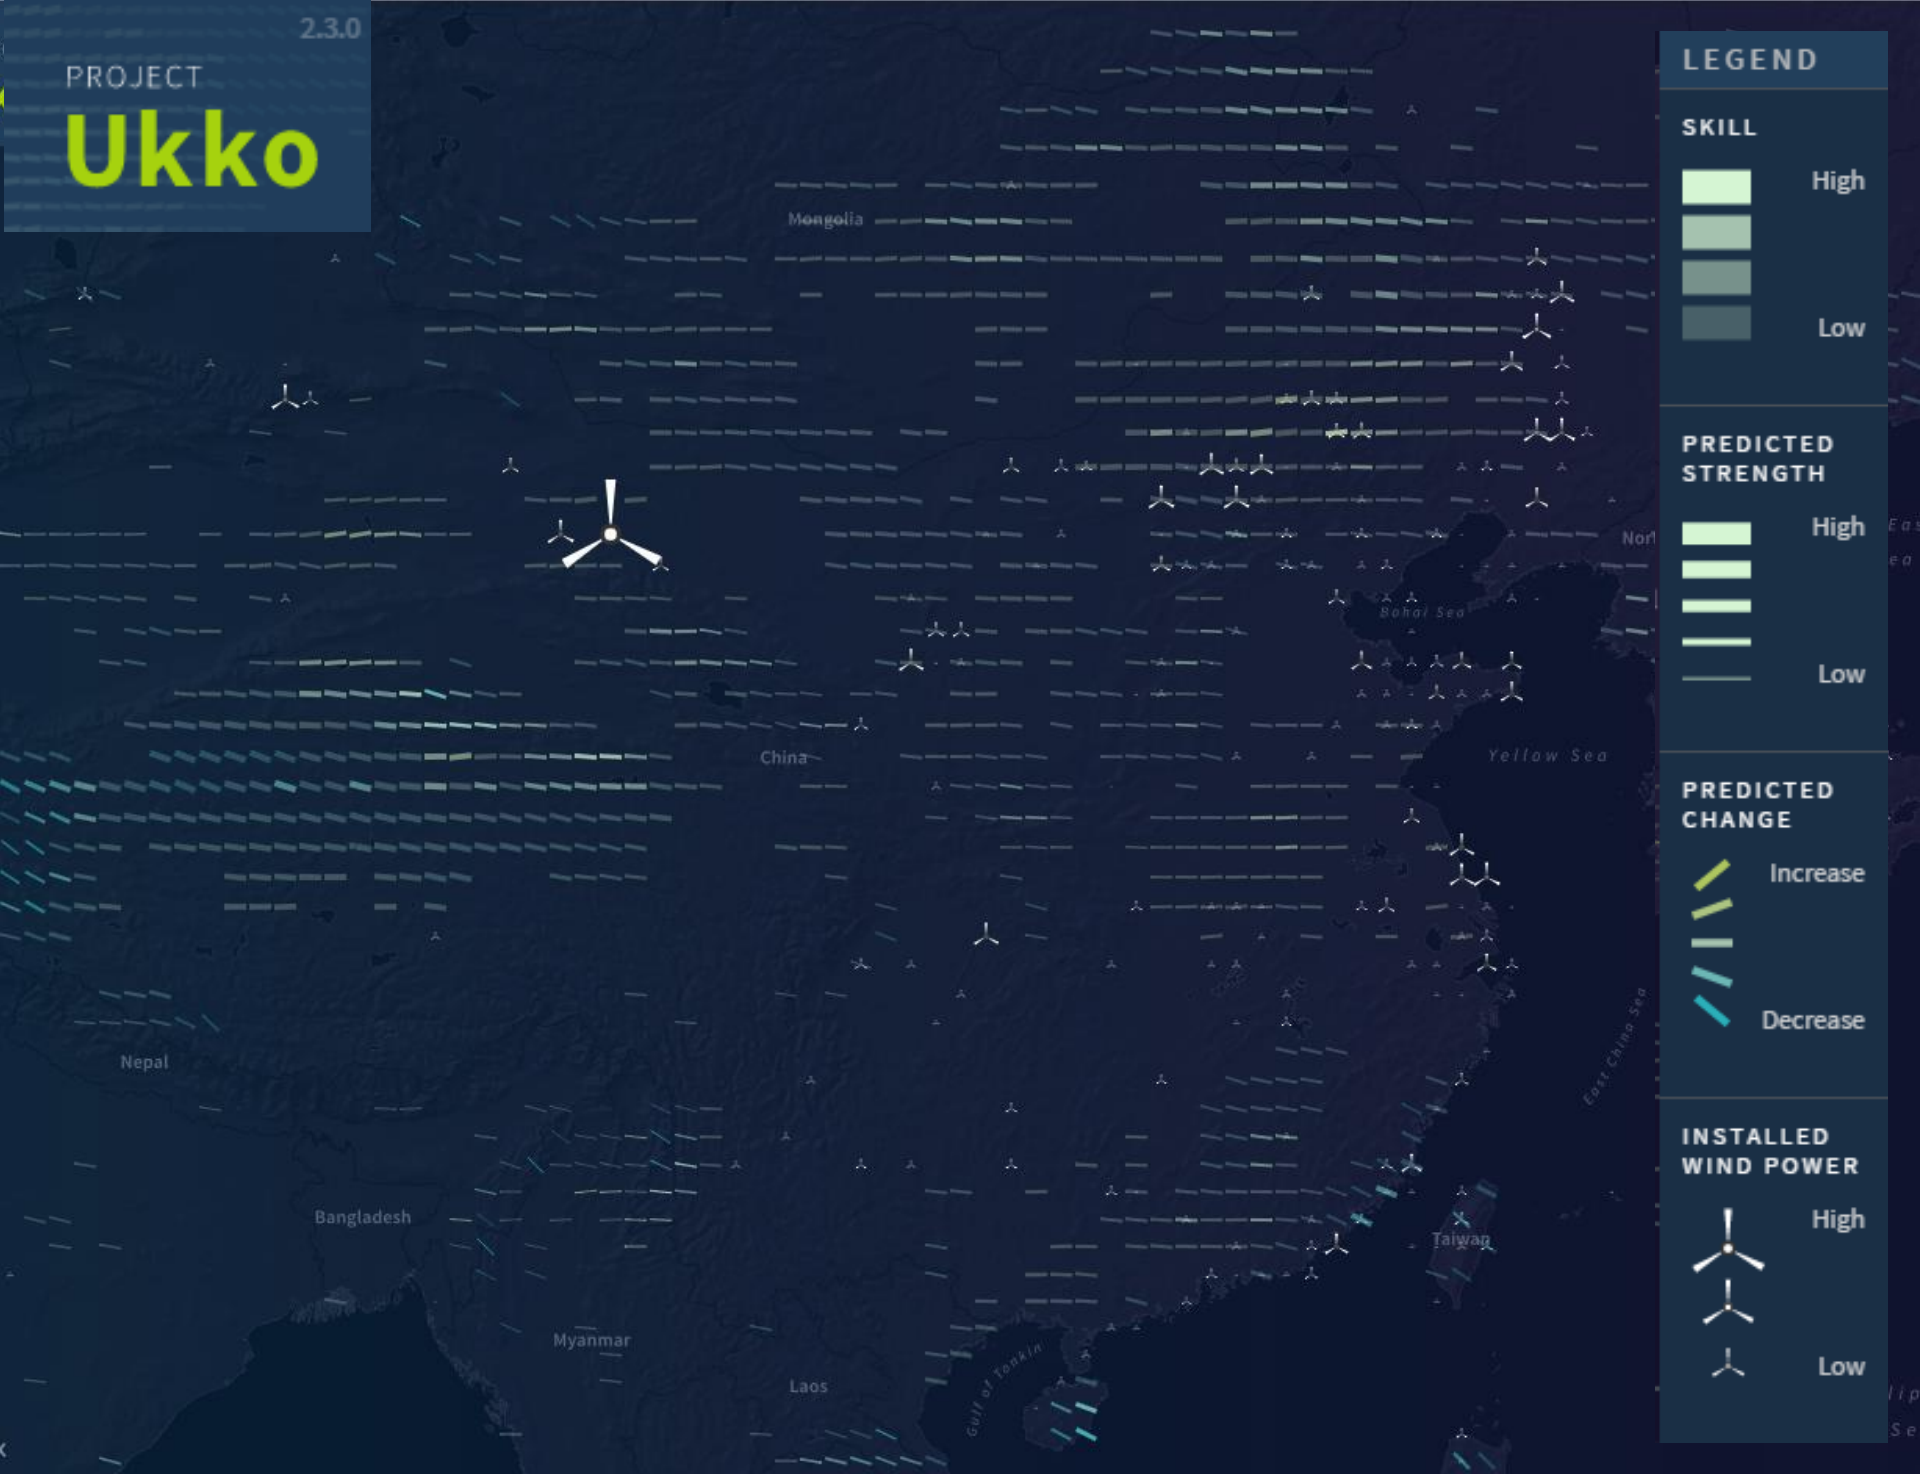 2.3.0
PROJECT
Ukko
LEGEND
SKILL
High
Low
PREDICTED
STRENGTH
High
Low
PREDICTED
CHANGE
Increase
Decrease
INSTALLED
WIND POWER
High
Low
Mongolia
Bohai Sea
China
Yellow Sea
East China Sea
Nepal
Bangladesh
Taiwan
Myanmar
Gulf of Tonkin
Laos